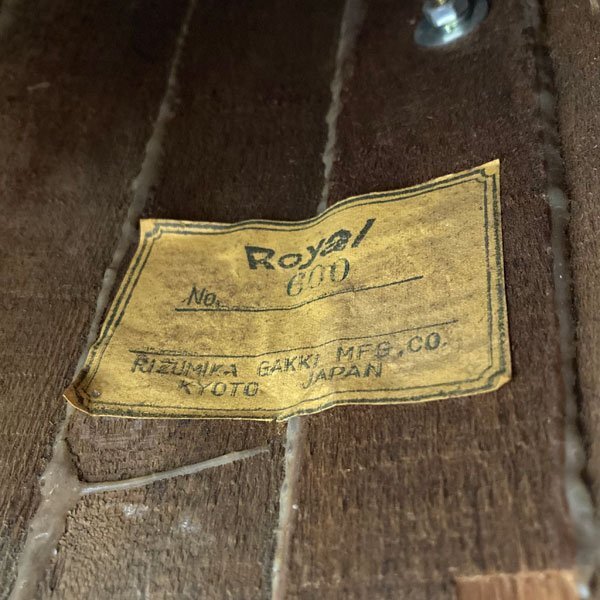 Royal
No. 600
RIZUMIKA GAKKI MFG, CO.
KYOTO JAPAN